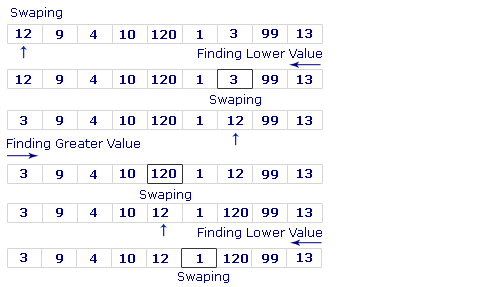 Swaping
12 9 4 10 120 1 3 99 13
Finding Lower Value
12 9 4 10 120 1 3 99 13
Swaping
3 9 4 10 120 1 12 99 13
Finding Greater Value
3 9 4 10 120 1 12 99 13
Swaping
3 9 4 10 12 1 120 99 13
Finding Lower Value
3 9 4 10 12 1 120 99 13
Swaping